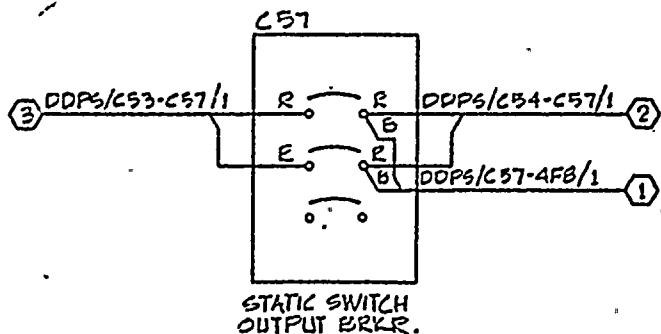 C57
3 DDPS/C53-C57/1 R R DDPS/C54-C57/1 2
B
E R
B DDPS/C57-4FB/1 1
STATIC SWITCH
OUTPUT BRKR.